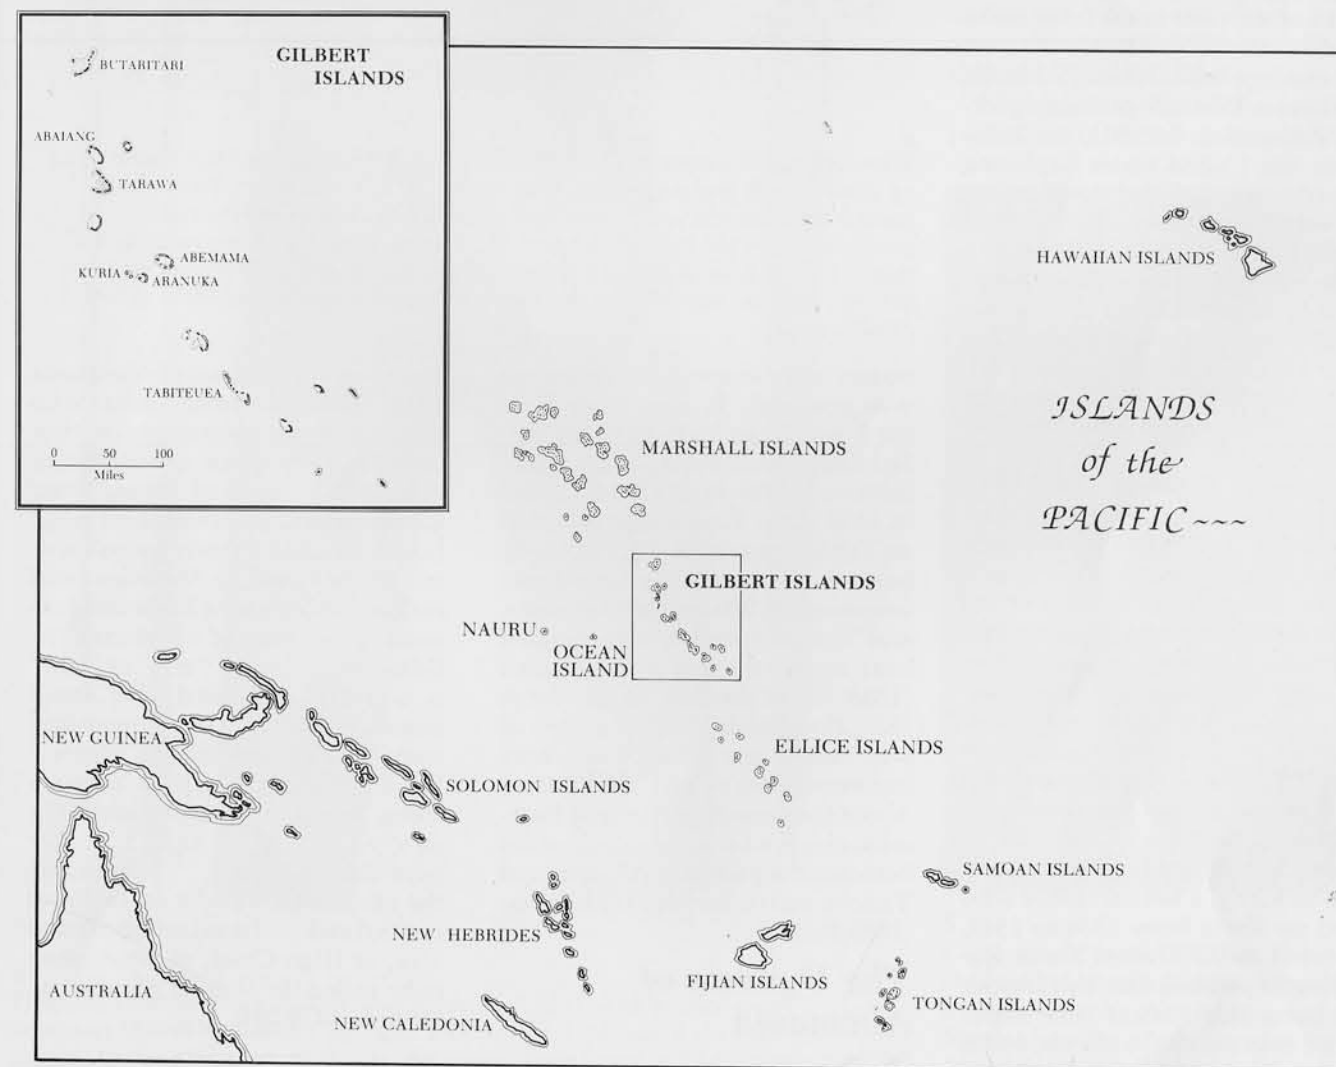 GILBERT
ISLANDS
BUTARITARI
ABAIANG
TARAWA
ABEMAMA
KURIA
ARANUKA
TABITEUEA
0 50 100
Miles
HAWAIIAN ISLANDS
ISLANDS
of the
PACIFIC~~~
MARSHALL ISLANDS
GILBERT ISLANDS
NAURU
OCEAN
ISLAND
NEW GUINEA
ELLICE ISLANDS
SOLOMON ISLANDS
SAMOAN ISLANDS
NEW HEBRIDES
FIJIAN ISLANDS
AUSTRALIA
TONGAN ISLANDS
NEW CALEDONIA